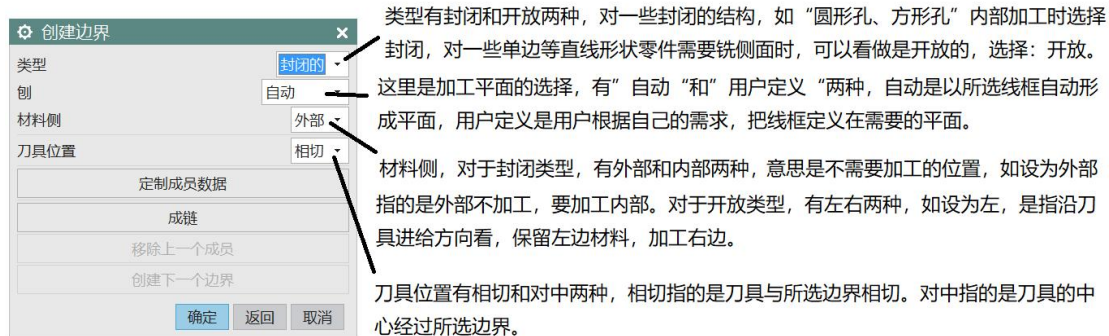 创建边界
类型
封闭的
刨
自动
材料侧
外部
刀具位置
相切
定制成员数据
成链
移除上一个成员
创建下一个边界
确定 返回 取消
类型有封闭和开放两种，对一些封闭的结构，如“圆形孔、方形孔”内部加工时选择
封闭，对一些单边等直线形状零件需要铣侧面时，可以看做是开放的，选择：开放。
这里是加工平面的选择，有”自动“和”用户定义“两种，自动是以所选线框自动形
成平面，用户定义是用户根据自己的需求，把线框定义在需要的平面。
材料侧，对于封闭类型，有外部和内部两种，意思是不需要加工的位置，如设为外部
指的是外部不加工，要加工内部。对于开放类型，有左右两种，如设为左，是指沿刀
具进给方向看，保留左边材料，加工右边。
刀具位置有相切和对中两种，相切指的是刀具与所选边界相切。对中指的是刀具的中
心经过所选边界。